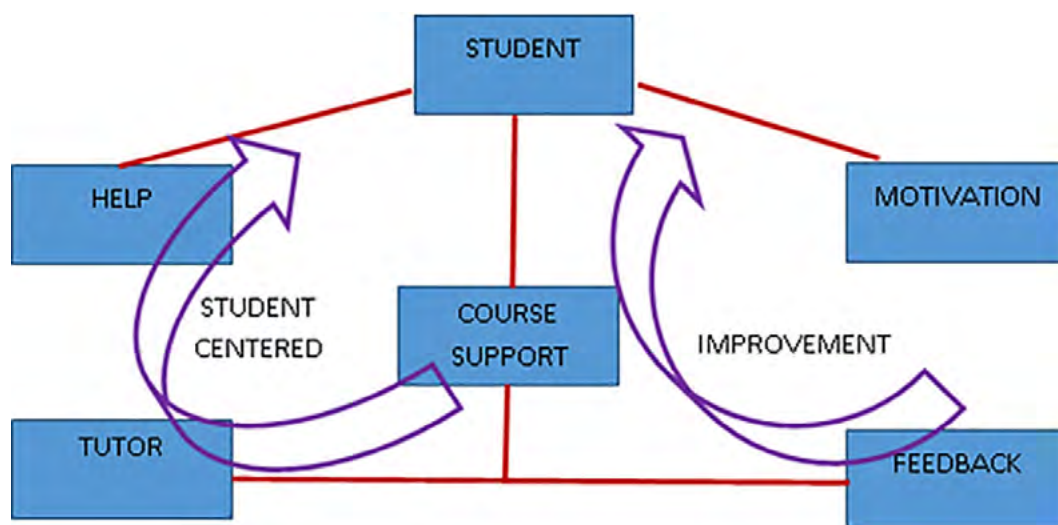 STUDENT
HELP
MOTIVATION
STUDENT
CENTERED
COURSE
SUPPORT
IMPROVEMENT
TUTOR
FEEDBACK